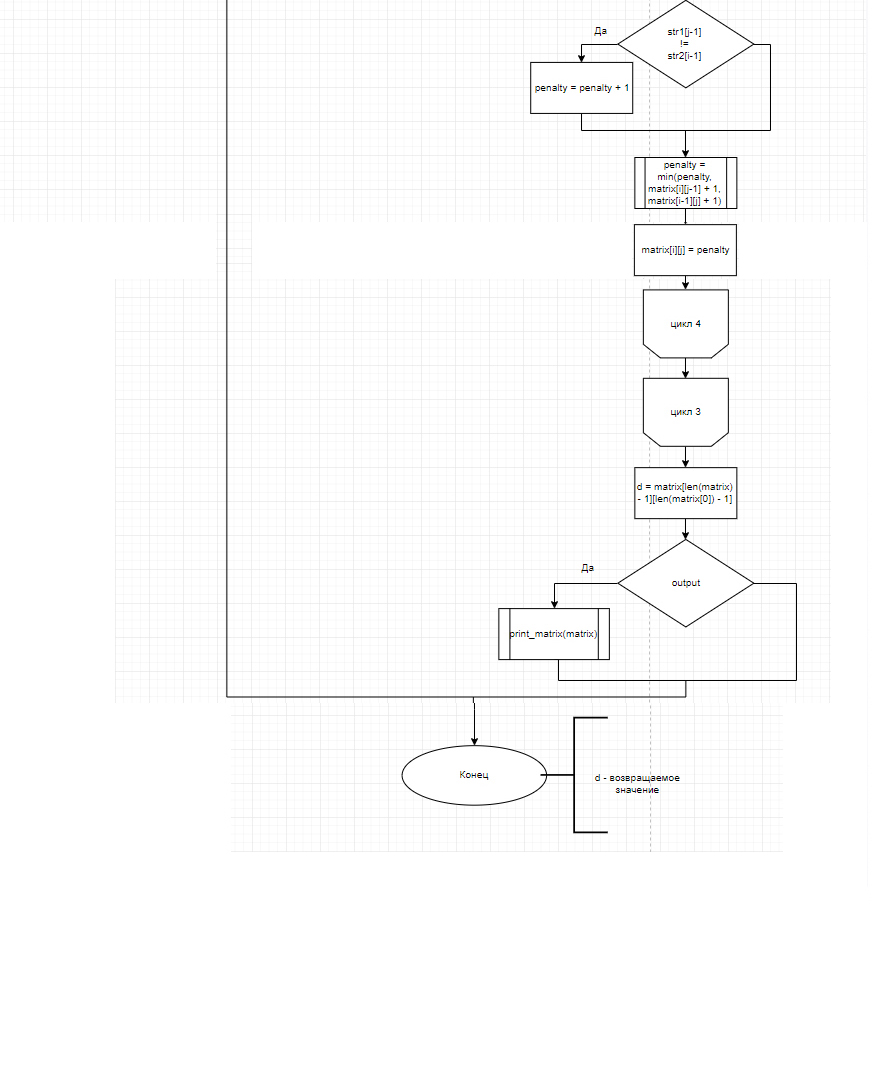 Да
str1[j-1]
!=
str2[i-1]
penalty = penalty + 1
penalty =
min(penalty,
matrix[i][j-1] + 1,
matrix[i-1][j] + 1)
matrix[i][j] = penalty
цикл 4
цикл 3
d = matrix[len(matrix)
- 1][len(matrix[0]) - 1]
Да
output
print_matrix(matrix)
Конец
d - возвращаемое
значение